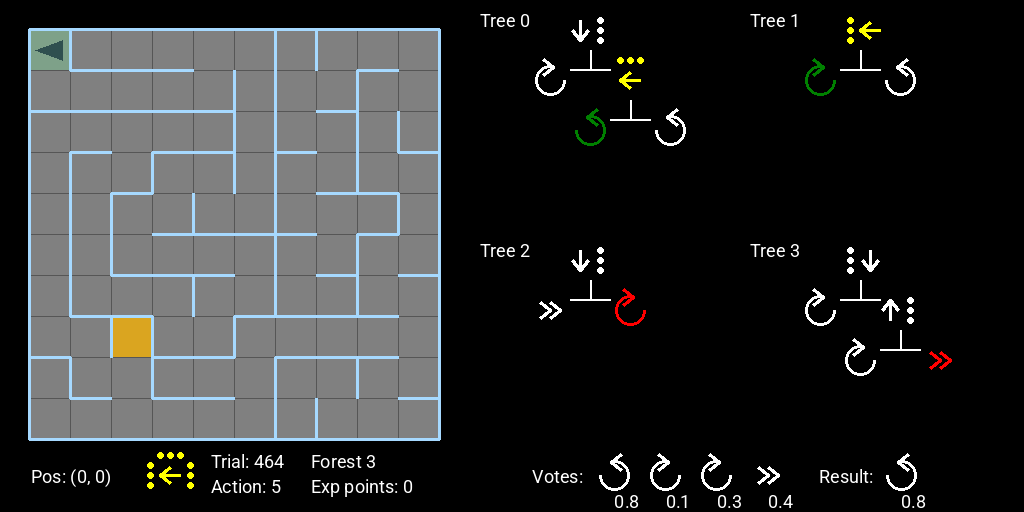 Tree 0
Tree 1
Tree 2
Tree 3
Pos: (0, 0)
Trial: 464
Forest 3
Action: 5
Exp points: 0
Votes:
0.8
0.1
0.3
0.4
Result:
0.8